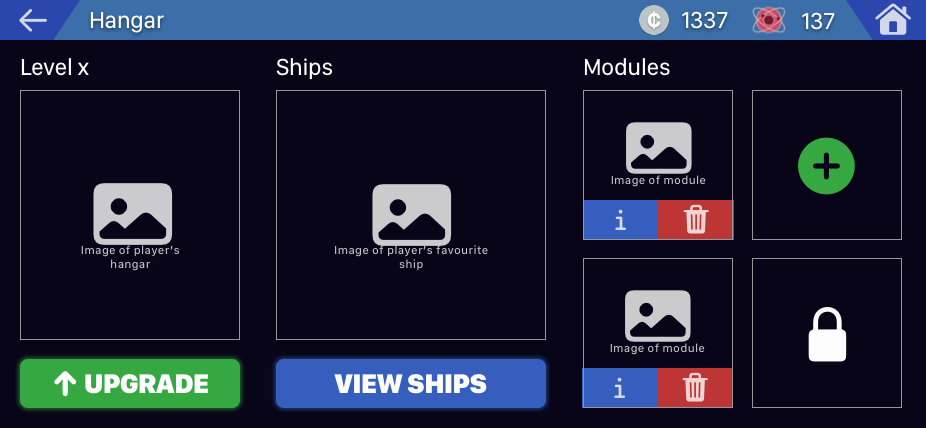 Hangar
¢ 1337
137
Level x
Ships
Modules
Image of player's
hangar
Image of player's favourite
ship
Image of module
i
Image of module
i
UPGRADE
VIEW SHIPS